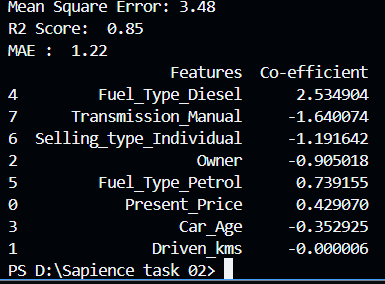 Mean Square Error: 3.48
R2 Score:  0.85
MAE :  1.22
                  Features  Co-efficient
4         Fuel_Type_Diesel      2.534904
7      Transmission_Manual     -1.640074
6  Selling_type_Individual     -1.191642
2                    Owner     -0.905018
5         Fuel_Type_Petrol      0.739155
0            Present_Price      0.429070
3                  Car_Age     -0.352925
1               Driven_kms     -0.000006
PS D:\Sapience task 02>